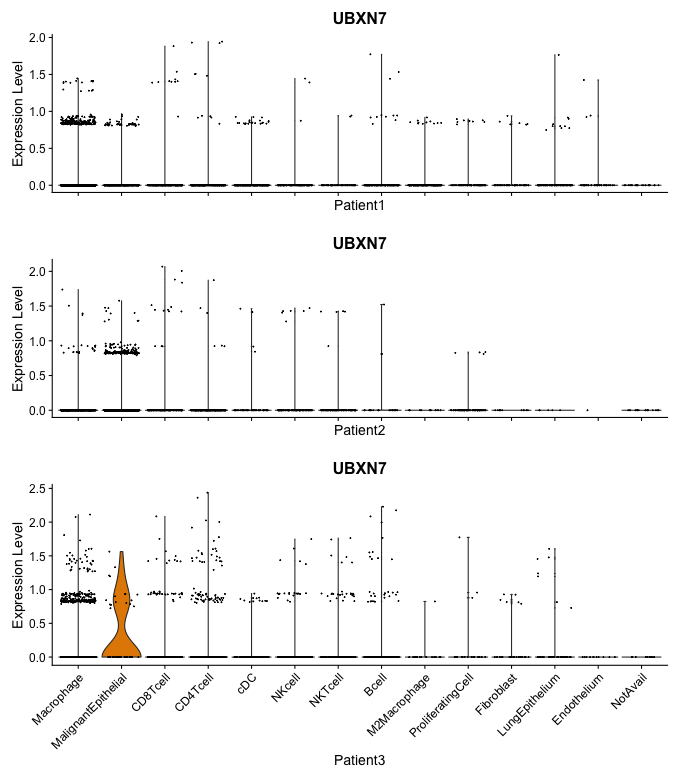 UBXN7
Expression Level
2.0
1.5
1.0
0.5
0.0
Patient1
UBXN7
Expression Level
2.0
1.5
1.0
0.5
0.0
Patient2
UBXN7
Expression Level
2.5
2.0
1.5
1.0
0.5
0.0
Macrophage
MalignantEpithelial
CD8Tcell
CD4Tcell
cDC
NKcell
NKTcell
Bcell
M2Macrophage
ProliferatingCell
Fibroblast
LungEpithelium
Endothelium
NotAvail
Patient3